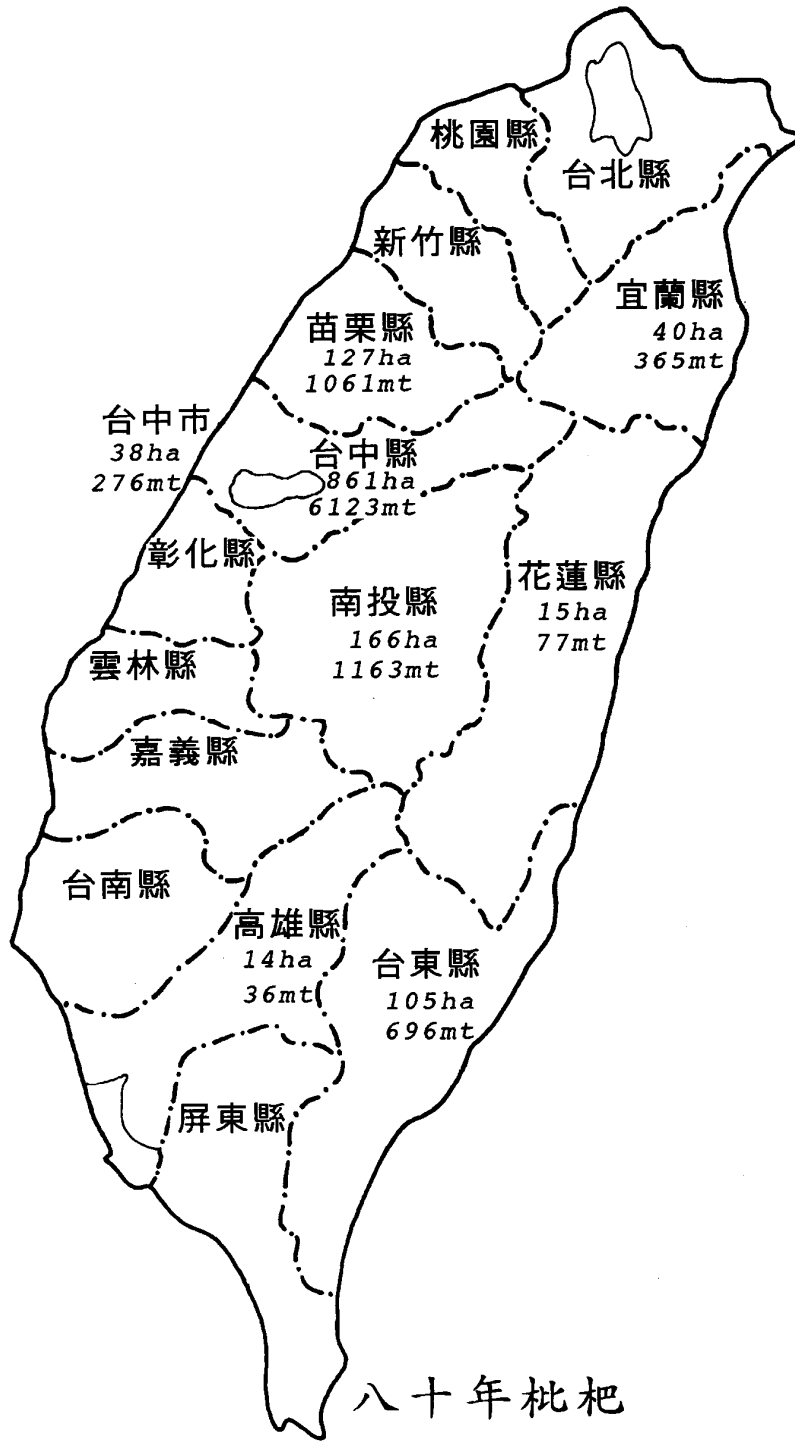 桃園縣
台北縣
新竹縣
宜蘭縣
40ha
365mt
苗栗縣
127ha
1061mt
台中市
38ha
276mt
台中縣
861ha
6123mt
彰化縣
南投縣
166ha
1163mt
花蓮縣
15ha
77mt
雲林縣
嘉義縣
台南縣
高雄縣
14ha
36mt
台東縣
105ha
696mt
屏東縣
八十年枇杷